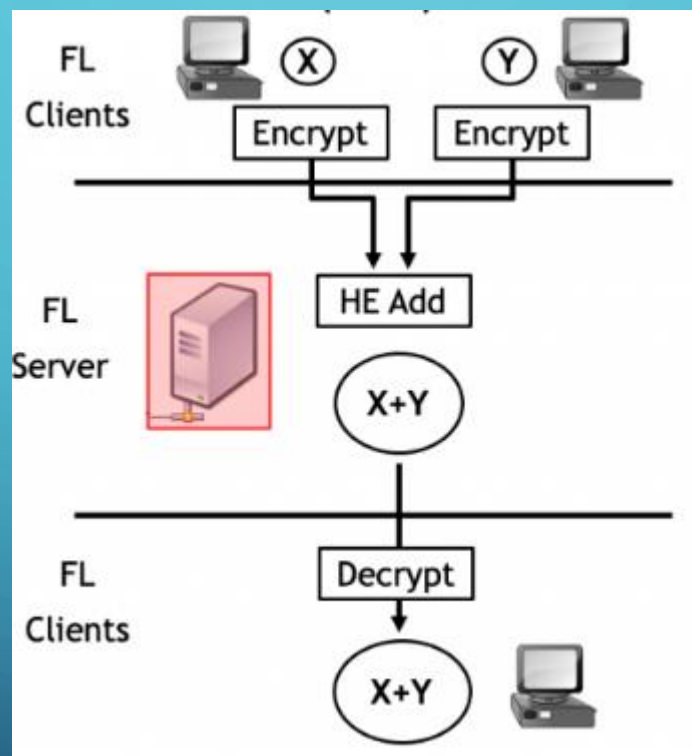 FL
Clients
X
Y
Encrypt
Encrypt
FL
Server
HE Add
X+Y
FL
Clients
Decrypt
X+Y